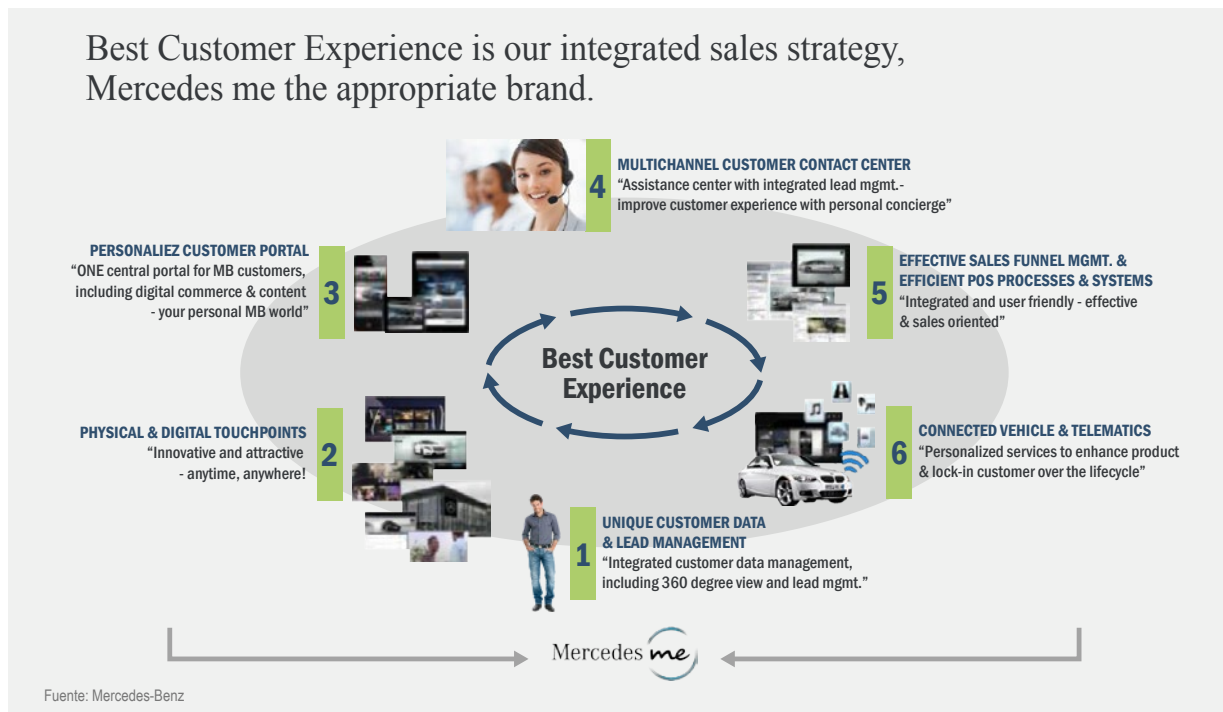 Best Customer Experience is our integrated sales strategy,
Mercedes me the appropriate brand.
4
MULTICHANNEL CUSTOMER CONTACT CENTER
“Assistance center with integrated lead mgmt.-
improve customer experience with personal concierge”
PERSONALIEZ CUSTOMER PORTAL
“ONE central portal for MB customers,
including digital commerce & content
- your personal MB world”
3
5
EFFECTIVE SALES FUNNEL MGMT. &
EFFICIENT POS PROCESSES & SYSTEMS
“Integrated and user friendly - effective
& sales oriented”
Best Customer
Experience
PHYSICAL & DIGITAL TOUCHPOINTS
“Innovative and attractive
- anytime, anywhere!
2
6
CONNECTED VEHICLE & TELEMATICS
“Personalized services to enhance product
& lock-in customer over the lifecycle”
1
UNIQUE CUSTOMER DATA
& LEAD MANAGEMENT
“Integrated customer data management,
including 360 degree view and lead mgmt.”
Mercedes me
Fuente: Mercedes-Benz